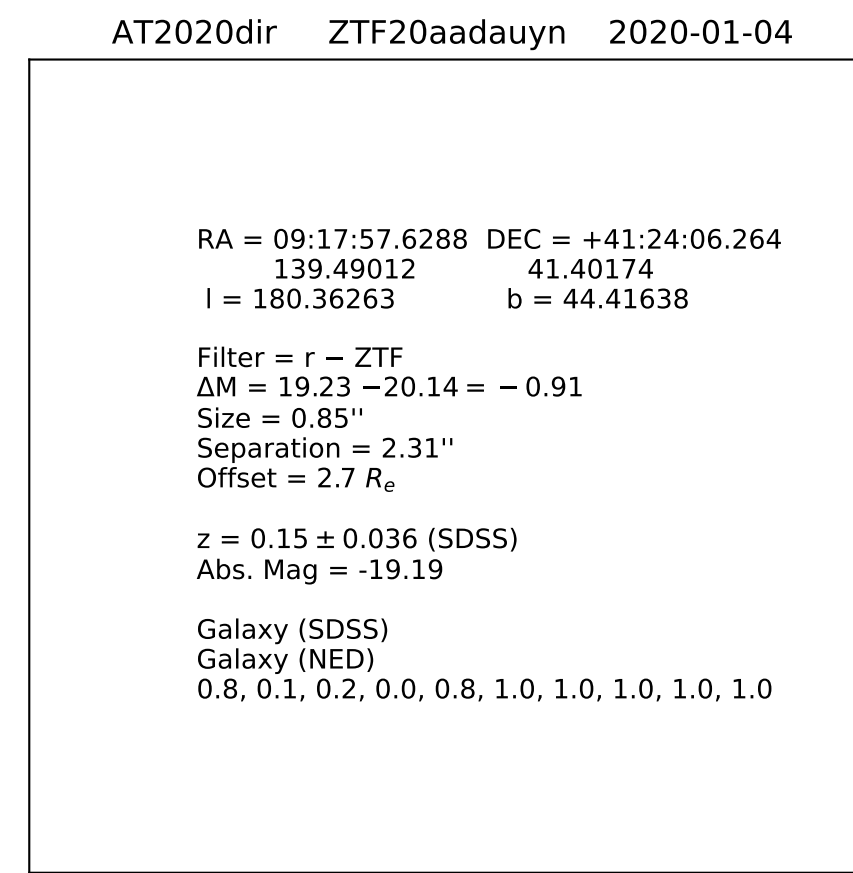 AT2020dir ZTF20aadauyn 2020-01-04
RA = 09:17:57.6288 DEC = +41:24:06.264
139.49012 41.40174
l = 180.36263 b = 44.41638
Filter = r − ZTF
ΔM = 19.23 −20.14 = − 0.91
Size = 0.85''
Separation = 2.31''
Offset = 2.7 Rₑ
z = 0.15 ± 0.036 (SDSS)
Abs. Mag = -19.19
Galaxy (SDSS)
Galaxy (NED)
0.8, 0.1, 0.2, 0.0, 0.8, 1.0, 1.0, 1.0, 1.0, 1.0